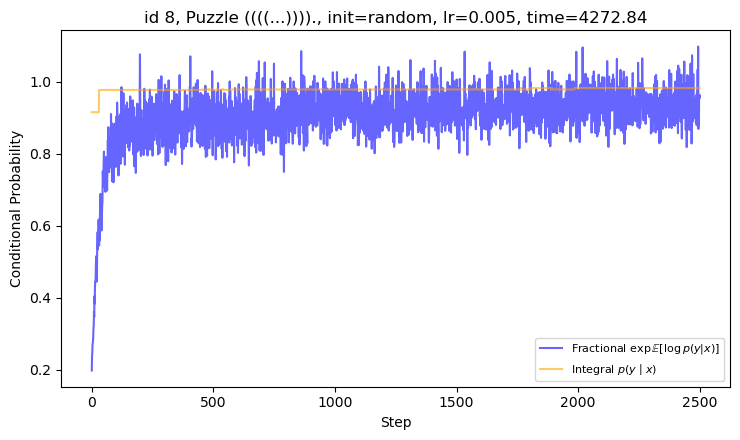 id 8, Puzzle ((((...))))., init=random, lr=0.005, time=4272.84
Conditional Probability
1.0
0.8
0.6
0.4
0.2
0
500
1000
1500
2000
2500
Step
Fractional exp𝔼[log p(y|x)]
Integral p(y | x)